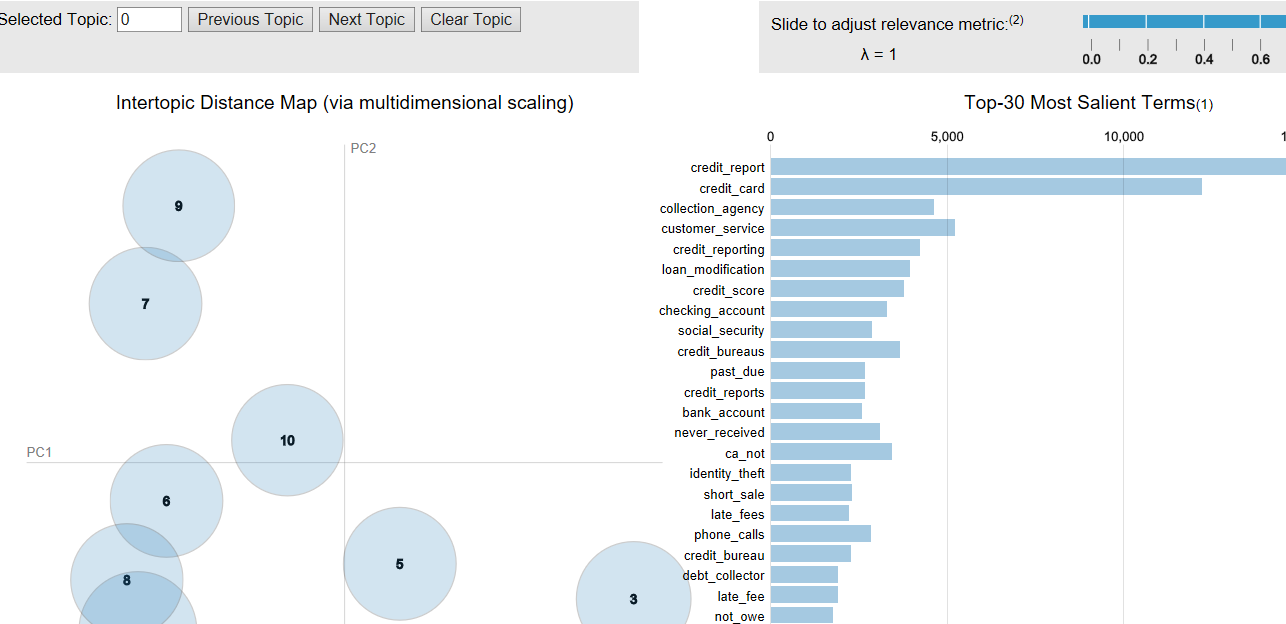 Selected Topic: 0 Previous Topic Next Topic Clear Topic
Slide to adjust relevance metric:(2)
λ = 1
0.0 0.2 0.4 0.6
Intertopic Distance Map (via multidimensional scaling)
PC2
PC1
9
7
10
6
8
5
3
Top-30 Most Salient Terms(1)
0 5,000 10,000 1
credit_report
credit_card
collection_agency
customer_service
credit_reporting
loan_modification
credit_score
checking_account
social_security
credit_bureaus
past_due
credit_reports
bank_account
never_received
ca_not
identity_theft
short_sale
late_fees
phone_calls
credit_bureau
debt_collector
late_fee
not_owe